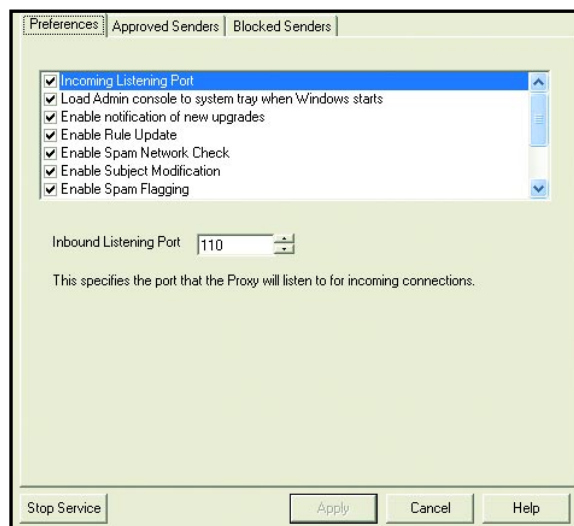 Preferences
Approved Senders
Blocked Senders
Incoming Listening Port
Load Admin console to system tray when Windows starts
Enable notification of new upgrades
Enable Rule Update
Enable Spam Network Check
Enable Subject Modification
Enable Spam Flagging
Inbound Listening Port 110
This specifies the port that the Proxy will listen to for incoming connections.
Stop Service
Apply
Cancel
Help